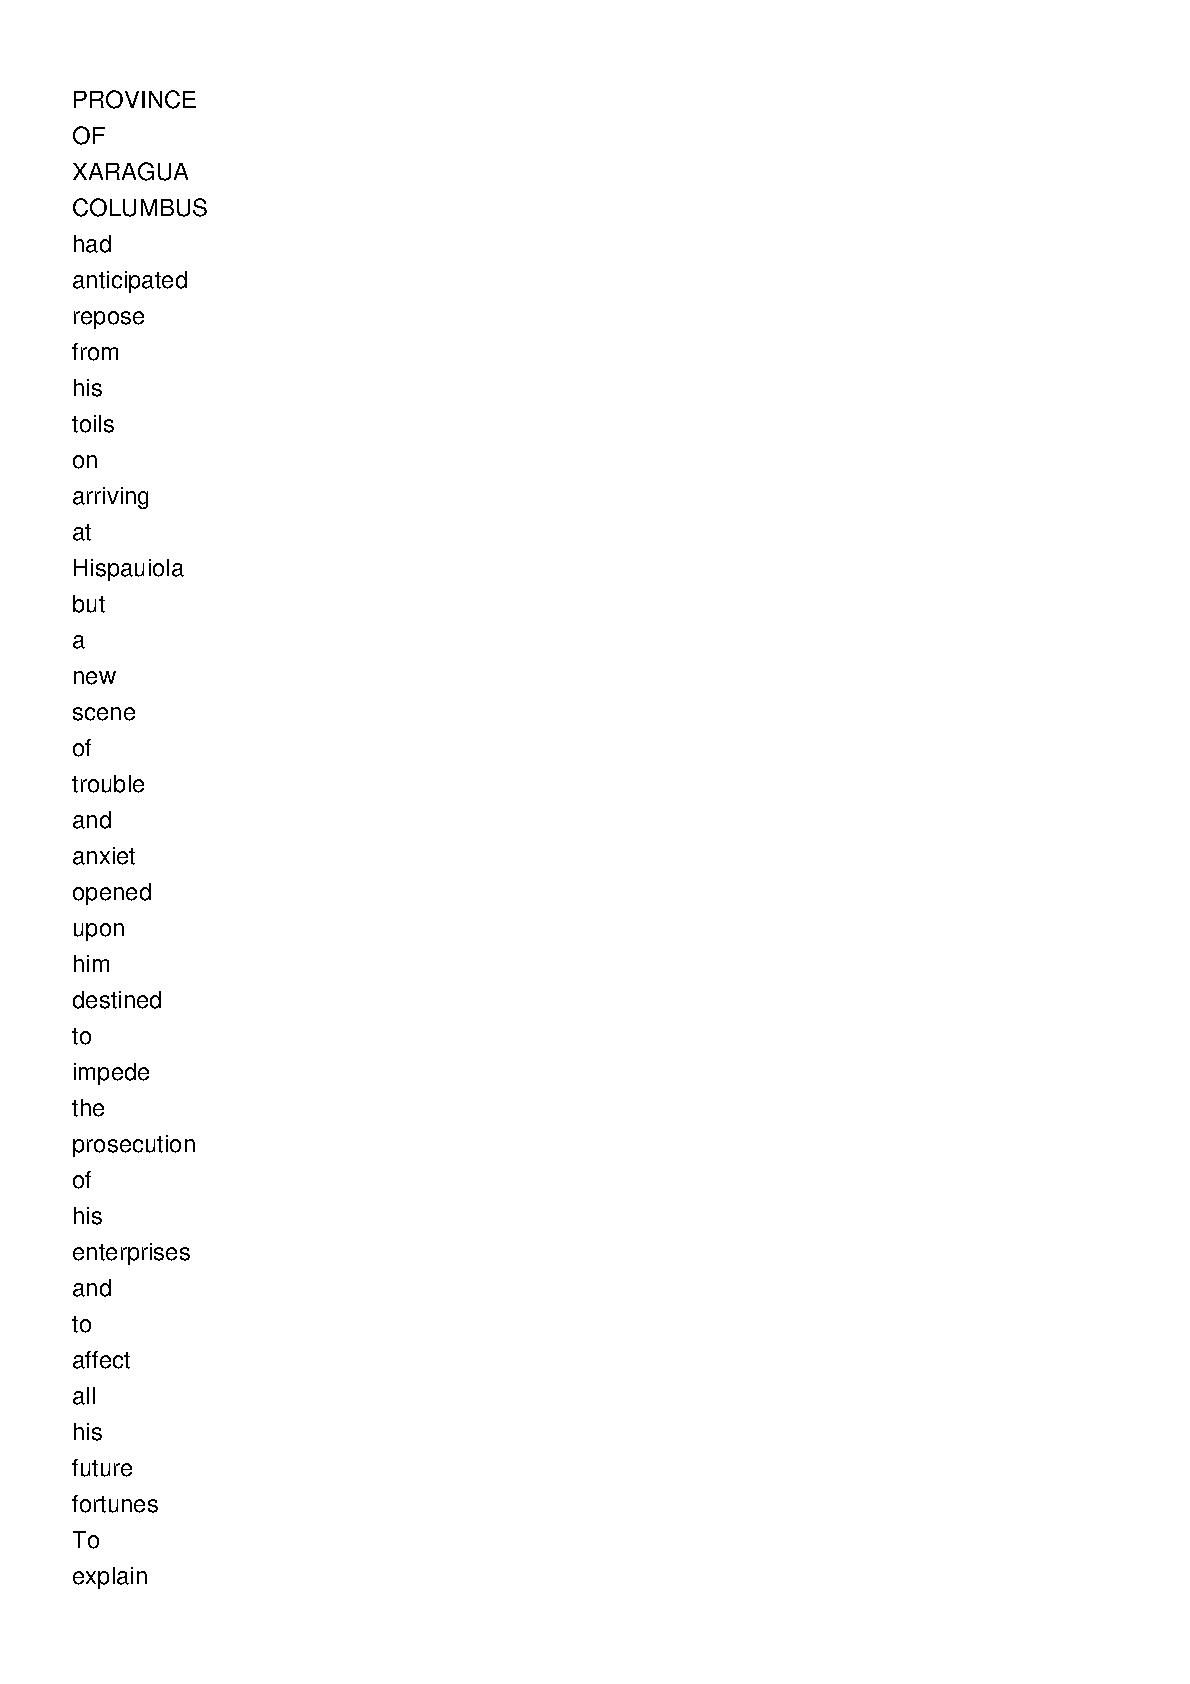 PROVINCE
OF
XARAGUA
COLUMBUS
had
anticipated
repose
from
his
toils
on
arriving
at
Hispauiola
but
a
new
scene
of
trouble
and
anxiet
opened
upon
him
destined
to
impede
the
prosecution
of
his
enterprises
and
to
affect
all
his
future
fortunes
To
explain